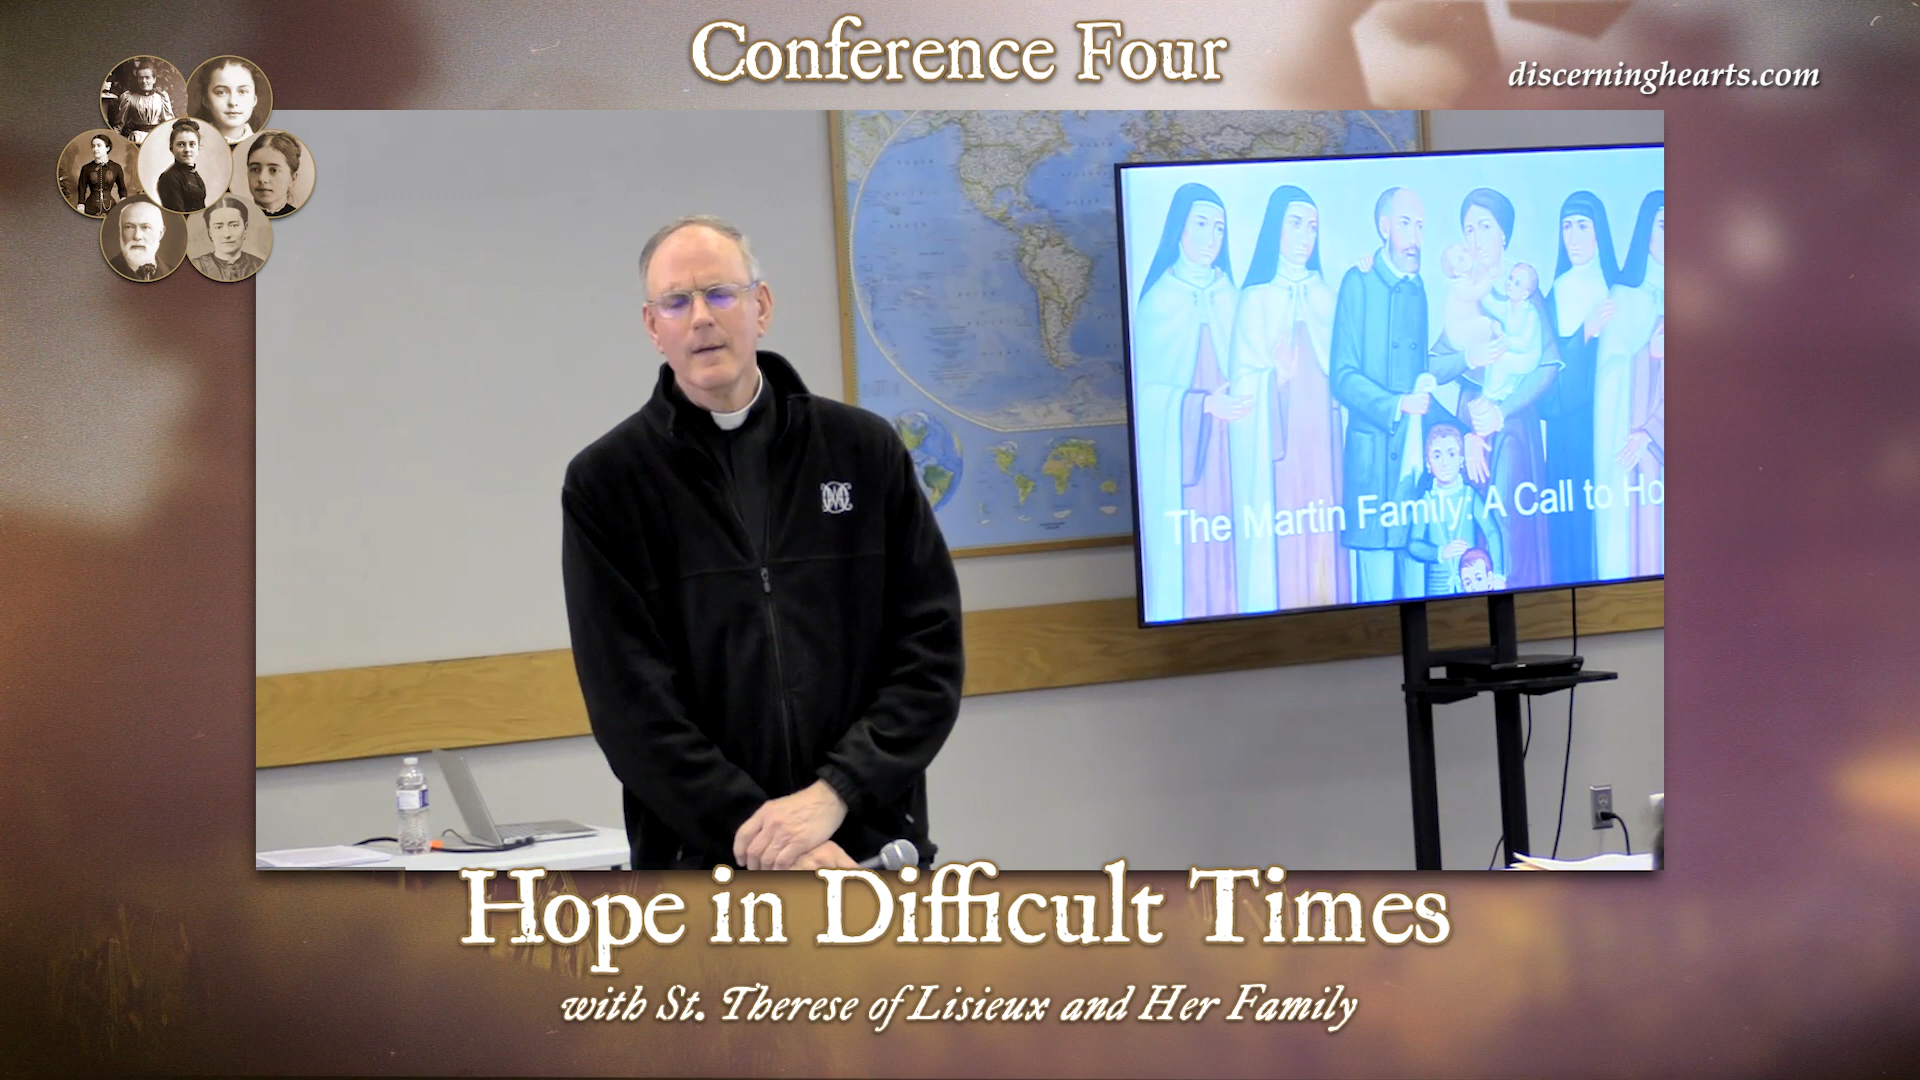 Conference Four
discerninghearts.com
The Martin Family: A Call to Ho
Hope in Difficult Times
with St. Therese of Lisieux and Her Family